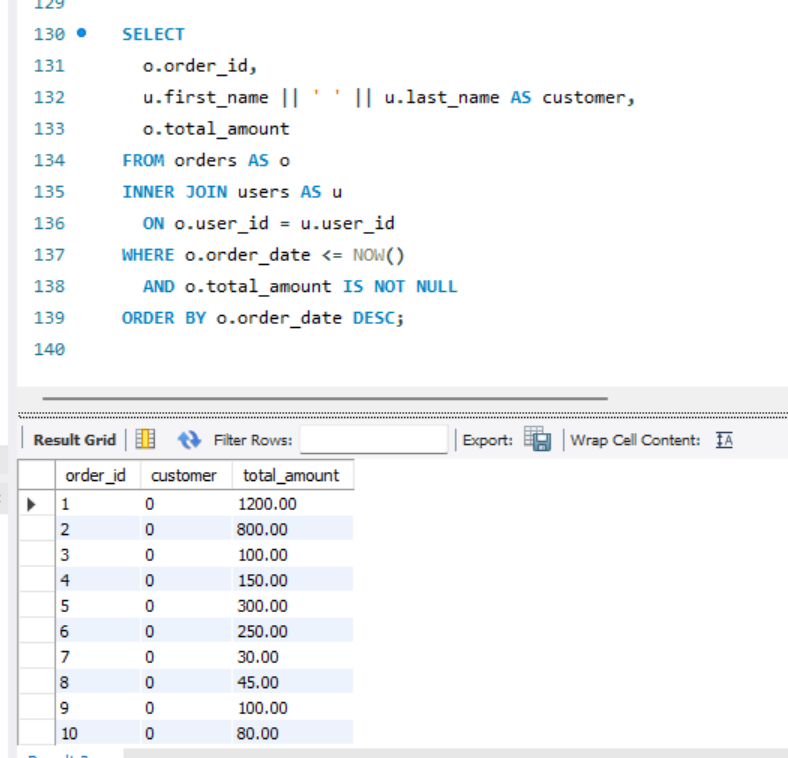 129
130 SELECT
131 o.order_id,
132 u.first_name || ' ' || u.last_name AS customer,
133 o.total_amount
134 FROM orders AS o
135 INNER JOIN users AS u
136 ON o.user_id = u.user_id
137 WHERE o.order_date <= NOW()
138 AND o.total_amount IS NOT NULL
139 ORDER BY o.order_date DESC;
140
Result Grid Filter Rows: Export: Wrap Cell Content: IA
order_id customer total_amount
1 0 1200.00
2 0 800.00
3 0 100.00
4 0 150.00
5 0 300.00
6 0 250.00
7 0 30.00
8 0 45.00
9 0 100.00
10 0 80.00